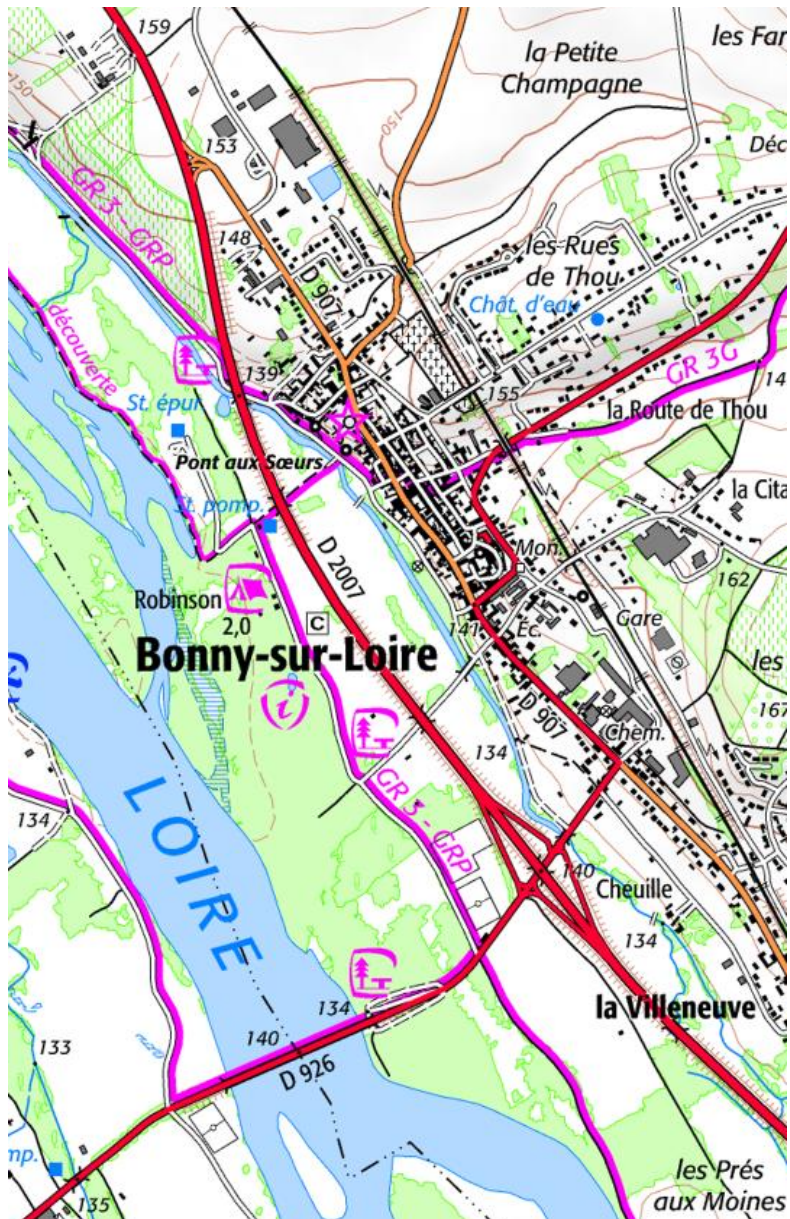 159
la Petite
Champagne
les Far
150
153
150
Déc
GR 3 - GRP
148
D 907
les Rues
de Thou
Chât. d'eau
découverte
139
155
GR 3G
14
St. épur
la Route de Thou
Pont aux Sœurs
St. pomp.
la Cita
D 2007
Mon.
162
Robinson
2,0
C
141
Éc.
Gare
Bonny-sur-Loire
les
i
D 907
167
134
Chem.
GR 3 - GRP
134
LOIRE
140
Cheuille
134
134
la Villeneuve
140
133
D 926
mp.
135
les Prés
aux Moines